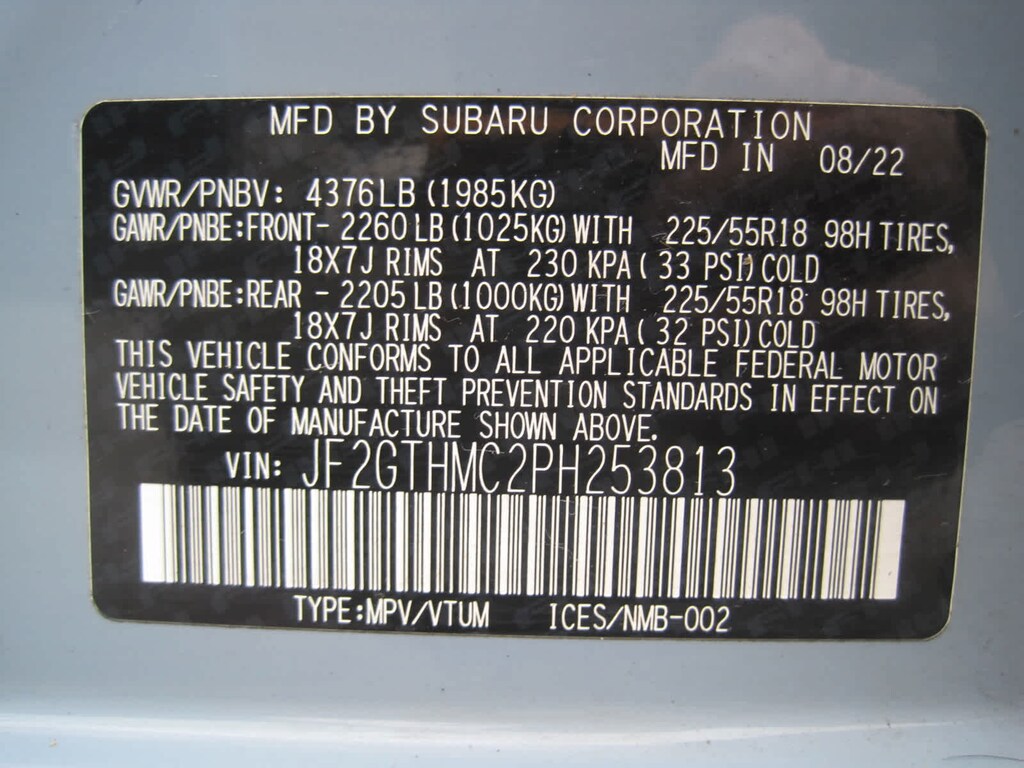 MFD BY SUBARU CORPORATION
MFD IN 08/22
GVWR/PNBV: 4376LB (1985KG)
GAWR/PNBE:FRONT- 2260 LB (1025KG) WITH 225/55R18 98H TIRES,
18X7J RIMS AT 230 KPA ( 33 PSI) COLD
GAWR/PNBE:REAR - 2205 LB (1000KG) WITH 225/55R18 98H TIRES,
18X7J RIMS AT 220 KPA ( 32 PSI) COLD
THIS VEHICLE CONFORMS TO ALL APPLICABLE FEDERAL MOTOR
VEHICLE SAFETY AND THEFT PREVENTION STANDARDS IN EFFECT ON
THE DATE OF MANUFACTURE SHOWN ABOVE.
VIN: JF2GTHMC2PH253813
TYPE:MPV/VTUM ICES/NMB-002